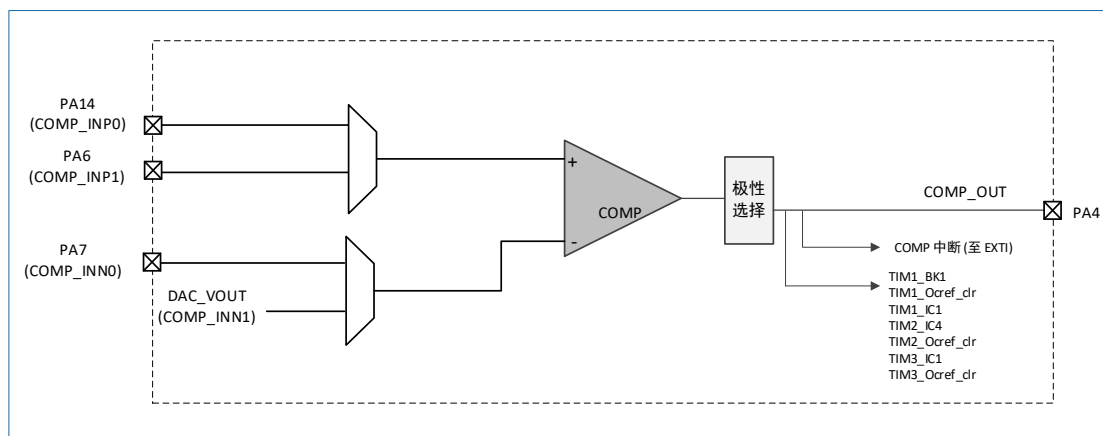 PA14
(COMP_INP0)
PA6
(COMP_INP1)
PA7
(COMP_INN0)
DAC_VOUT
(COMP_INN1)
+
COMP
-
极性
选择
COMP_OUT
PA4
COMP 中断 (至 EXTI)
TIM1_BK1
TIM1_Ocref_clr
TIM1_IC1
TIM2_IC4
TIM2_Ocref_clr
TIM3_IC1
TIM3_Ocref_clr